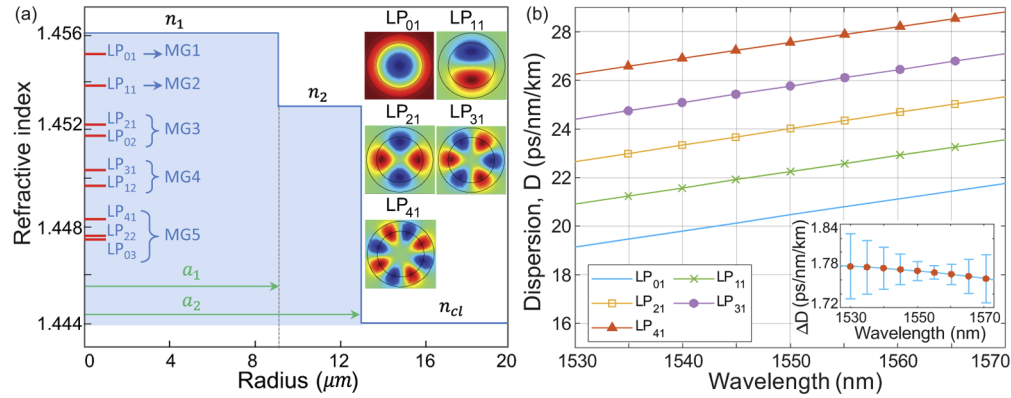 (a)
n₁
1.456
LP₀₁ → MG1
LP₁₁ → MG2
n₂
1.452
LP₂₁
LP₀₂
MG3
LP₃₁
LP₁₂
MG4
1.448
LP₄₁
LP₂₂
LP₀₃
MG5
a₁
a₂
1.444
n_cl
Refractive index
0 4 8 12 16 20
Radius (μm)
LP₀₁ LP₁₁
LP₂₁ LP₃₁
LP₄₁
(b)
Dispersion, D (ps/nm/km)
28
26
24
22
20
18
16
1530 1540 1550 1560 1570
Wavelength (nm)
LP₀₁ LP₁₁
LP₂₁ LP₃₁
LP₄₁
ΔD (ps/nm/km)
1.84
1.78
1.72
1530 1550 1570
Wavelength (nm)